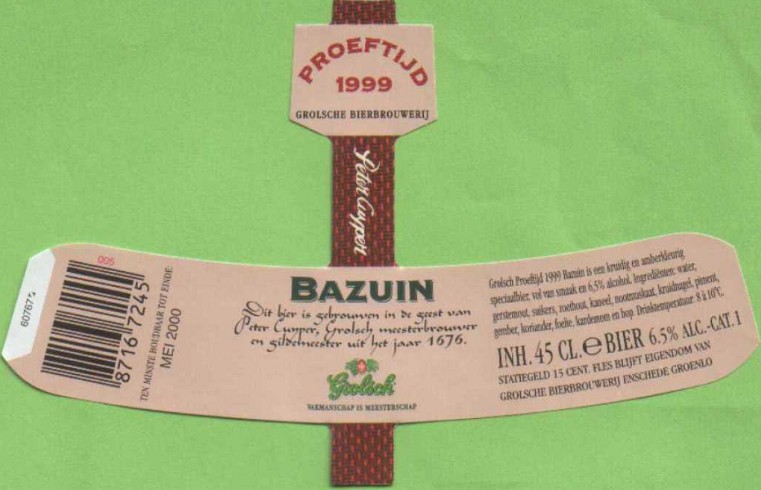 PROEFTIJD
1999
GROLSCHE BIERBROUWERIJ
Peter Cuyper
BAZUIN
Dit bier is gebrouwen in de geest van
Peter Cuyper, Grolsch meesterbrouwer
en gildemeester uit het jaar 1676.
Grolsch
VAKMANSCHAP IS MEESTERSCHAP
607675
005
8716 7245
TEN MINSTE HOUDBAAR TOT EINDE:
MEI 2000
Grolsch Proeftijd 1999 Bazuin is een kruidig en amberkleurig
speciaalbier, vol van smaak en 6,5% alcohol. Ingrediënten: water,
gerstemout, suikers, zoethout, kaneel, nootmuskaat, kruidnagel, piment,
gember, koriander, foelie, kardemom en hop. Drinktemperatuur: 8 à 10°C.
INH. 45 CL. e BIER 6.5% ALC.-CAT. 1
STATIEGELD 15 CENT. FLES BLIJFT EIGENDOM VAN
GROLSCHE BIERBROUWERIJ ENSCHEDE GROENLO